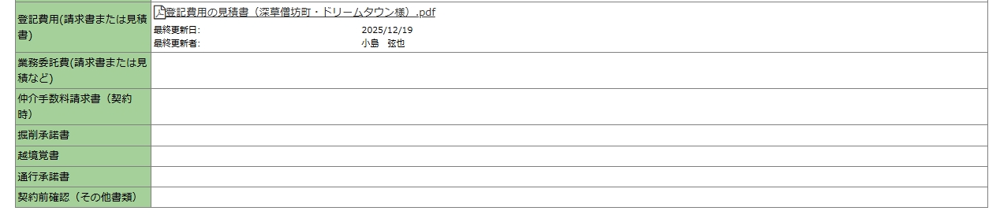 登記費用(請求書または見積書)
登記費用の見積書（深草僧坊町・ドリームタウン様）.pdf
最終更新日: 2025/12/19
最終更新者: 小島　弦也
業務委託費(請求書または見積など)
仲介手数料請求書（契約時）
掘削承諾書
越境覚書
通行承諾書
契約前確認（その他書類）